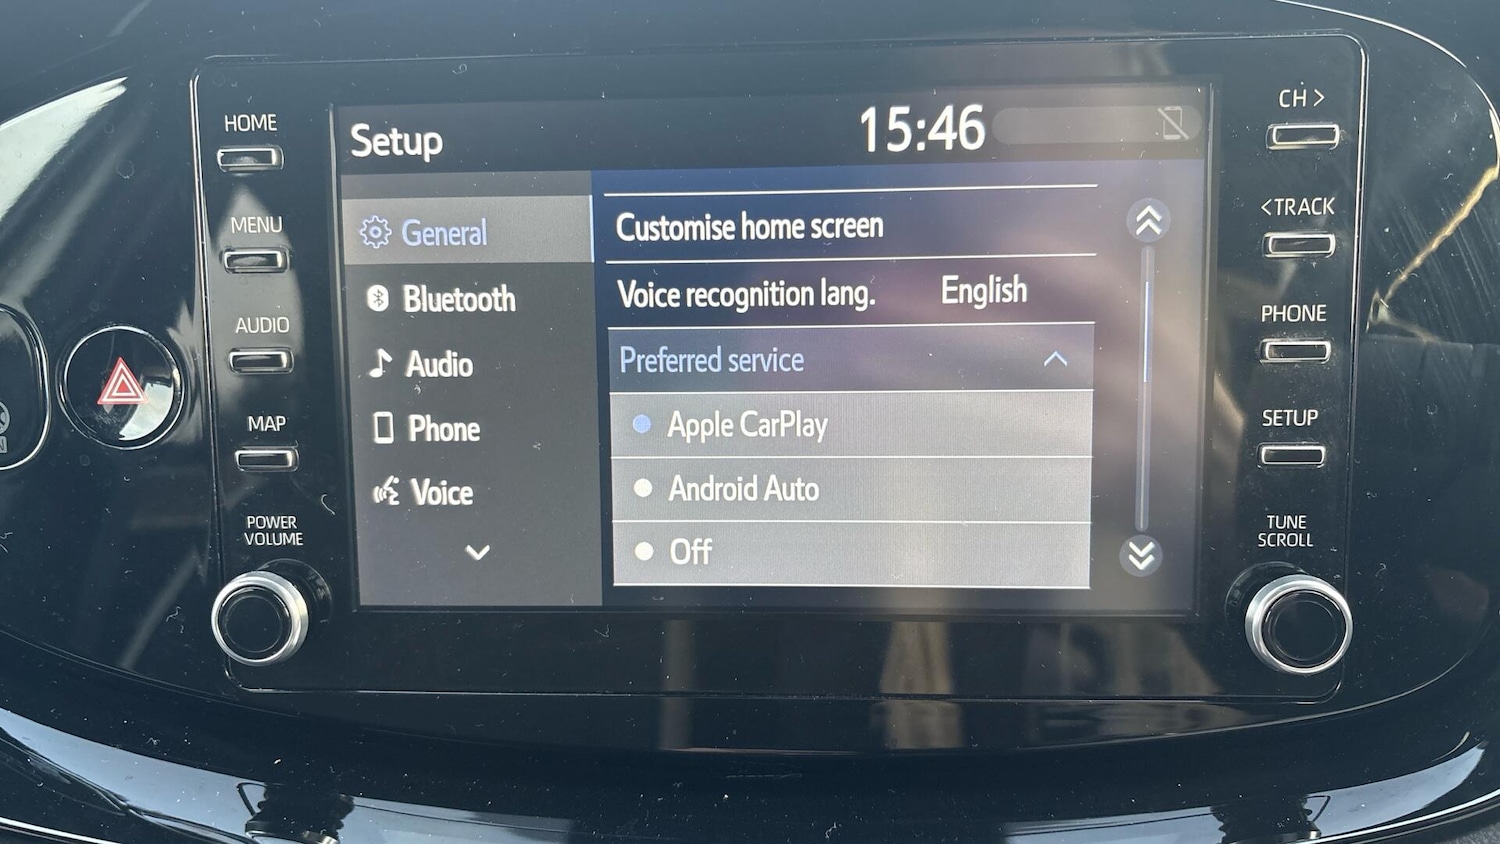 HOME
MENU
AUDIO
MAP
POWER
VOLUME
Setup
15:46
General
Bluetooth
Audio
Phone
Voice
Customise home screen
Voice recognition lang. English
Preferred service
Apple CarPlay
Android Auto
Off
CH >
<TRACK
PHONE
SETUP
TUNE
SCROLL